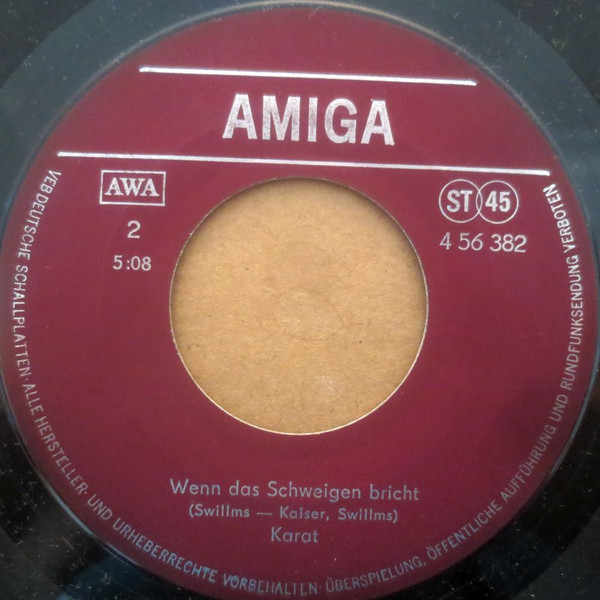 AMIGA
AWA
ST 45
2
4 56 382
5:08
Wenn das Schweigen bricht
(Swillms — Kaiser, Swillms)
Karat
VEB DEUTSCHE SCHALLPLATTEN · ALLE HERSTELLER- UND URHEBERRECHTE VORBEHALTEN · ÜBERSPIELUNG, ÖFFENTLICHE AUFFÜHRUNG UND RUNDFUNKSENDUNG VERBOTEN